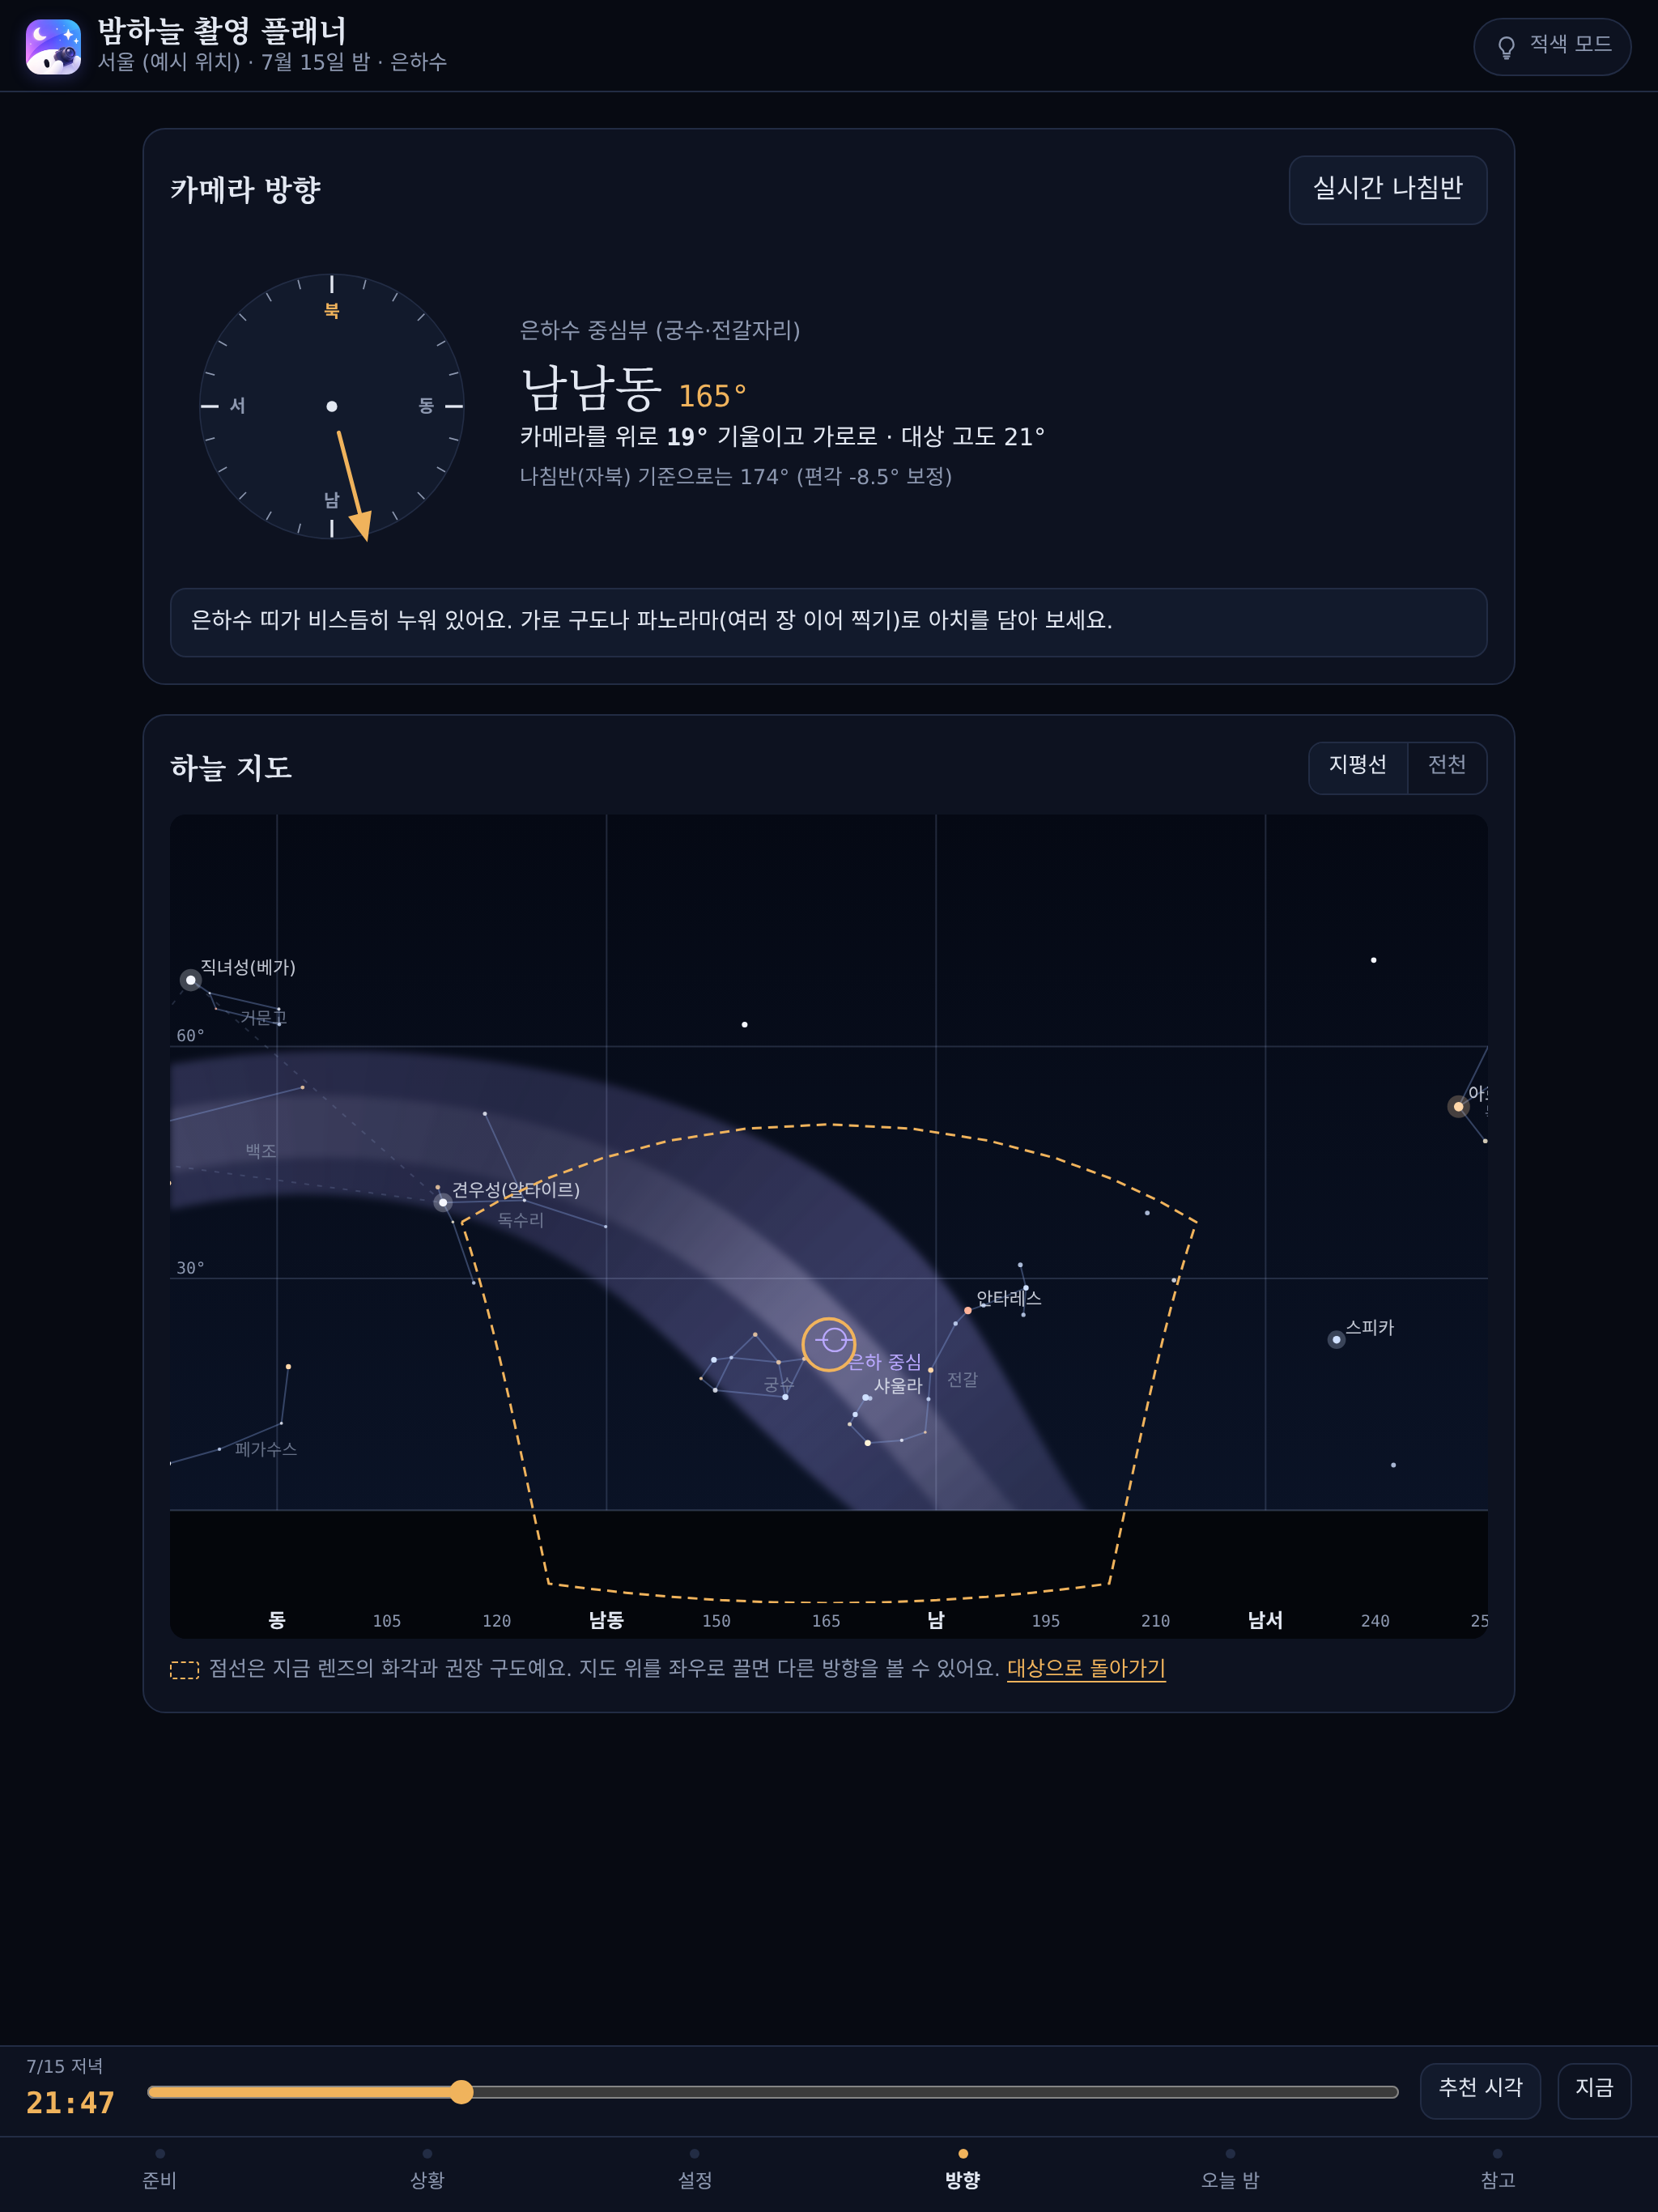 밤하늘 촬영 플래너
서울 (예시 위치) · 7월 15일 밤 · 은하수
적색 모드
카메라 방향
실시간 나침반
북
서
동
남
은하수 중심부 (궁수·전갈자리)
남남동 165°
카메라를 위로 19° 기울이고 가로로 · 대상 고도 21°
나침반(자북) 기준으로는 174° (편각 -8.5° 보정)
은하수 띠가 비스듬히 누워 있어요. 가로 구도나 파노라마(여러 장 이어 찍기)로 아치를 담아 보세요.
하늘 지도
지평선
전천
직녀성(베가)
거문고
60°
백조
견우성(알타이르)
독수리
30°
안타레스
스피카
은하 중심
궁수
샤울라
전갈
페가수스
동 105 120 남동 150 165 남 195 210 남서 240
점선은 지금 렌즈의 화각과 권장 구도예요. 지도 위를 좌우로 끌면 다른 방향을 볼 수 있어요. 대상으로 돌아가기
7/15 저녁
21:47
추천 시각
지금
준비
상황
설정
방향
오늘 밤
참고